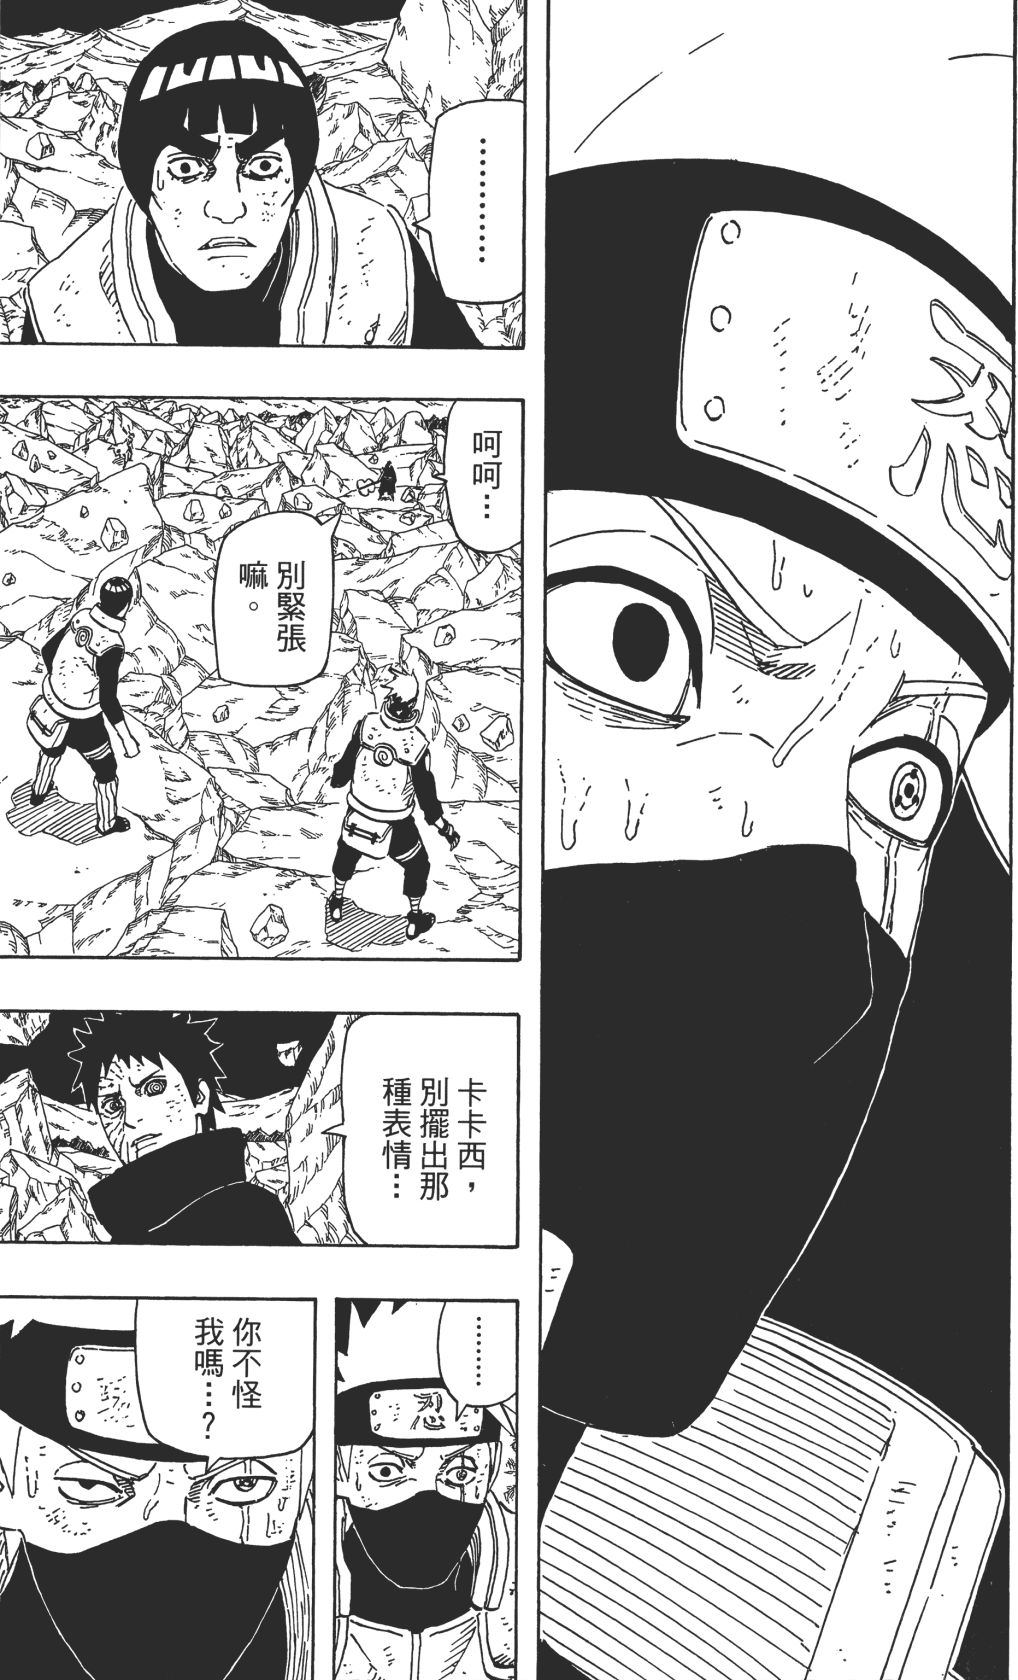 忍
………
呵呵…
別緊張
嘛。
卡卡西，
別擺出那
種表情…
………
忍
你不怪
我嗎…?